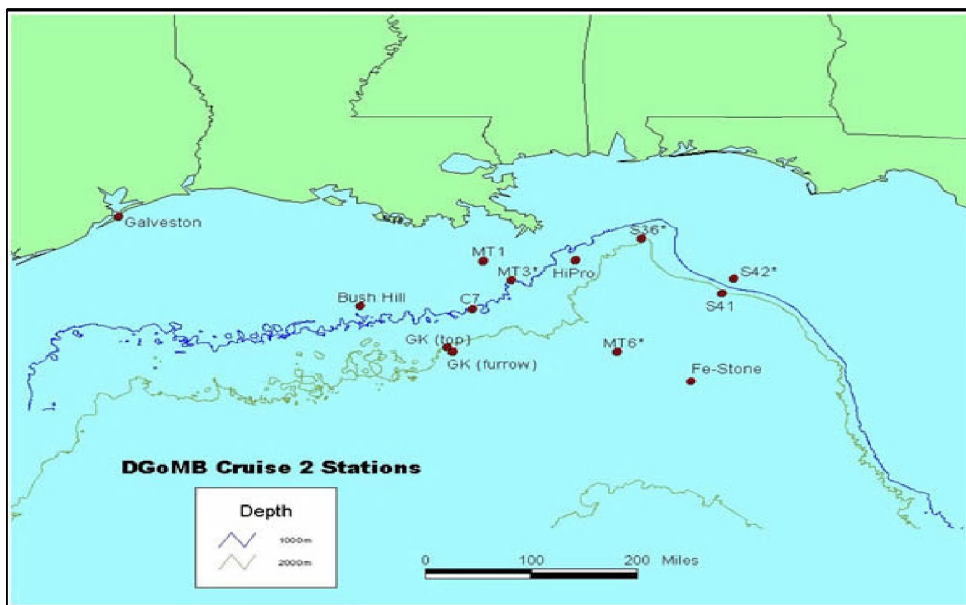 S36*
MT1
HiPro
MT3*
S42*
Galveston
Bush Hill
C7
S41
GK (top)
GK (furrow)
MT6*
Fe-Stone
DGoMB Cruise 2 Stations
Depth
1000m
2000m
0 100 200 Miles